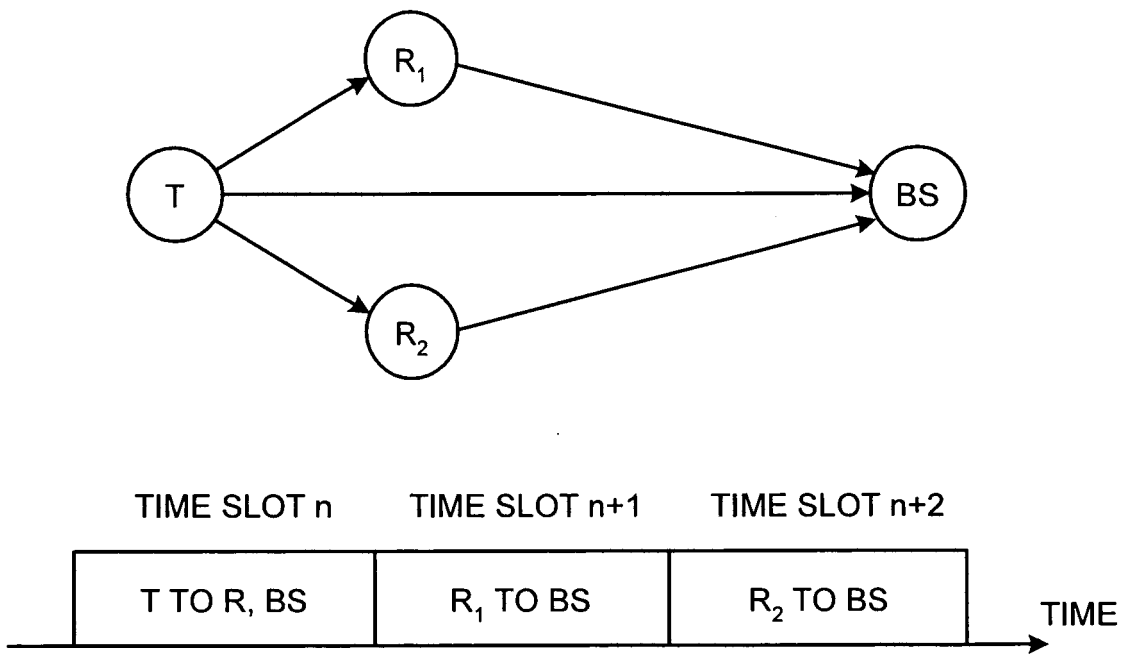 R₁
T
BS
R₂
TIME SLOT n TIME SLOT n+1 TIME SLOT n+2
T TO R, BS R₁ TO BS R₂ TO BS
TIME